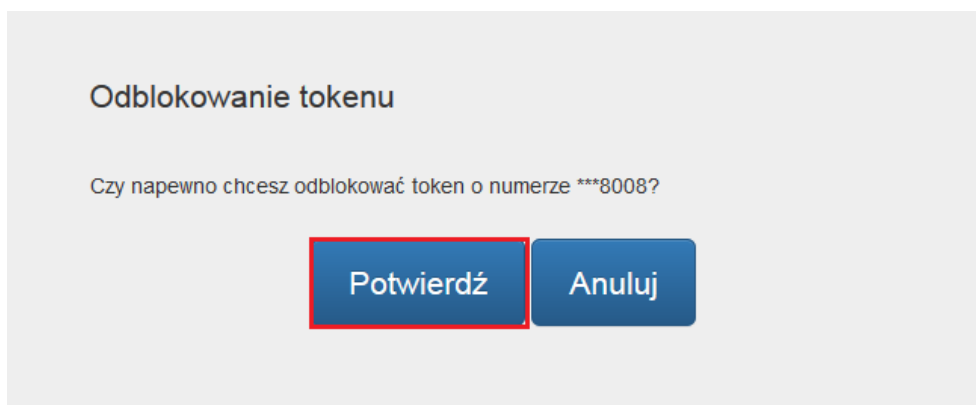 Odblokowanie tokenu
Czy napewno chcesz odblokować token o numerze ***8008?
Potwierdź Anuluj